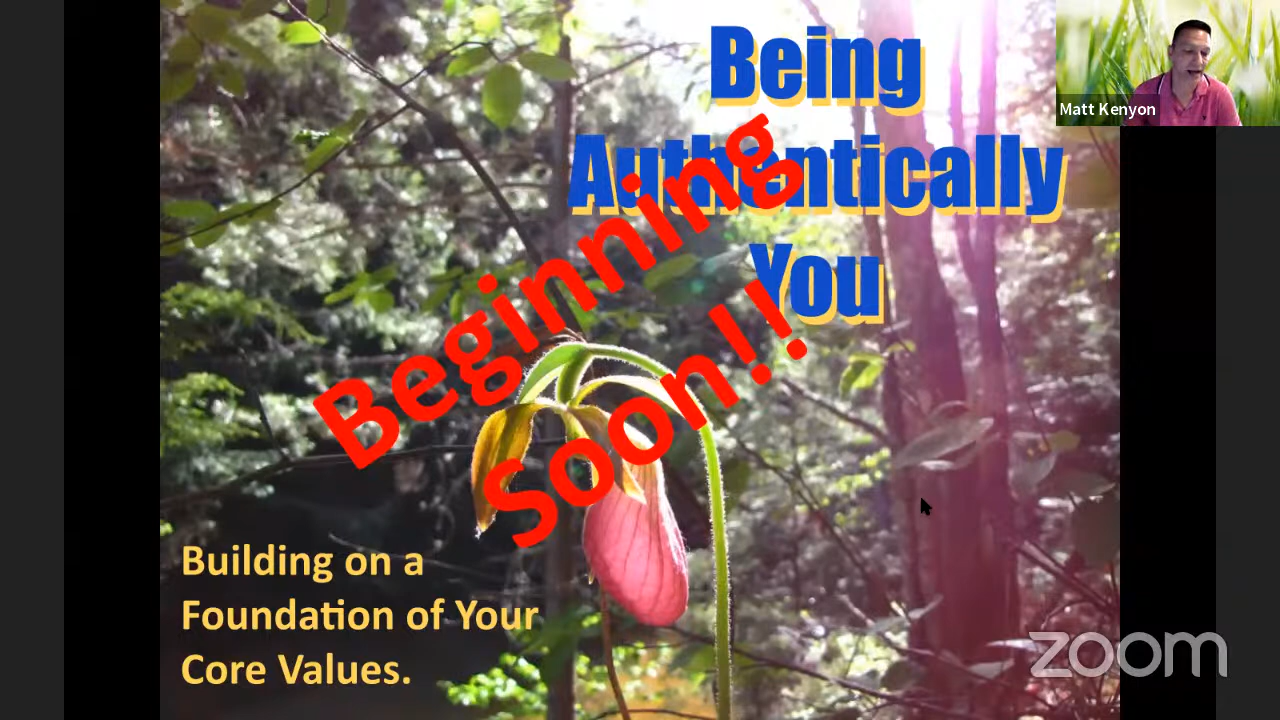 Being
Authentically
You
Matt Kenyon
Beginning
Soon!!
Building on a
Foundation of Your
Core Values.
zoom